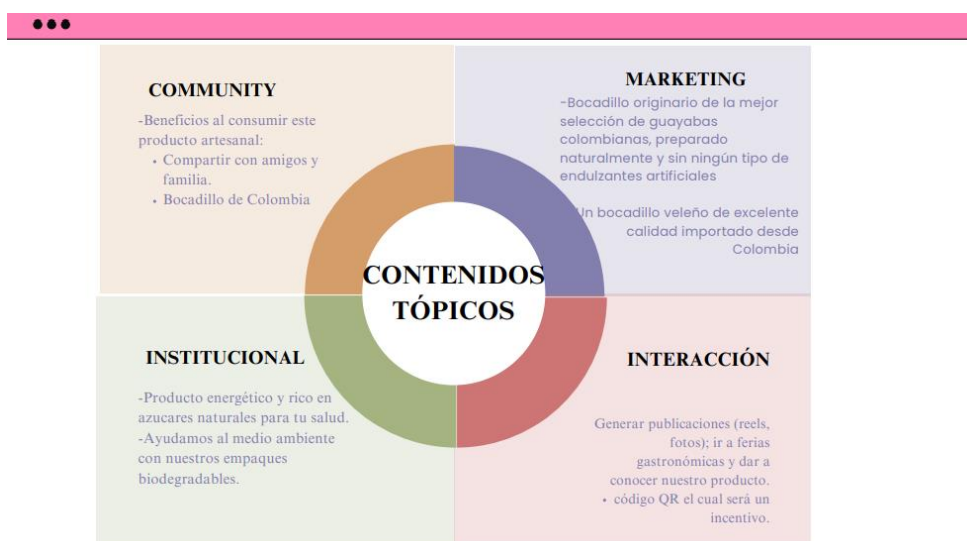 COMMUNITY
-Beneficios al consumir este
producto artesanal:
• Compartir con amigos y
familia.
• Bocadillo de Colombia
MARKETING
-Bocadillo originario de la mejor
selección de guayabas
colombianas, preparado
naturalmente y sin ningún tipo de
endulzantes artificiales
Un bocadillo veleño de excelente
calidad importado desde
Colombia
CONTENIDOS
TÓPICOS
INSTITUCIONAL
-Producto energético y rico en
azucares naturales para tu salud.
-Ayudamos al medio ambiente
con nuestros empaques
biodegradables.
INTERACCIÓN
Generar publicaciones (reels,
fotos); ir a ferias
gastronómicas y dar a
conocer nuestro producto.
• código QR el cual será un
incentivo.